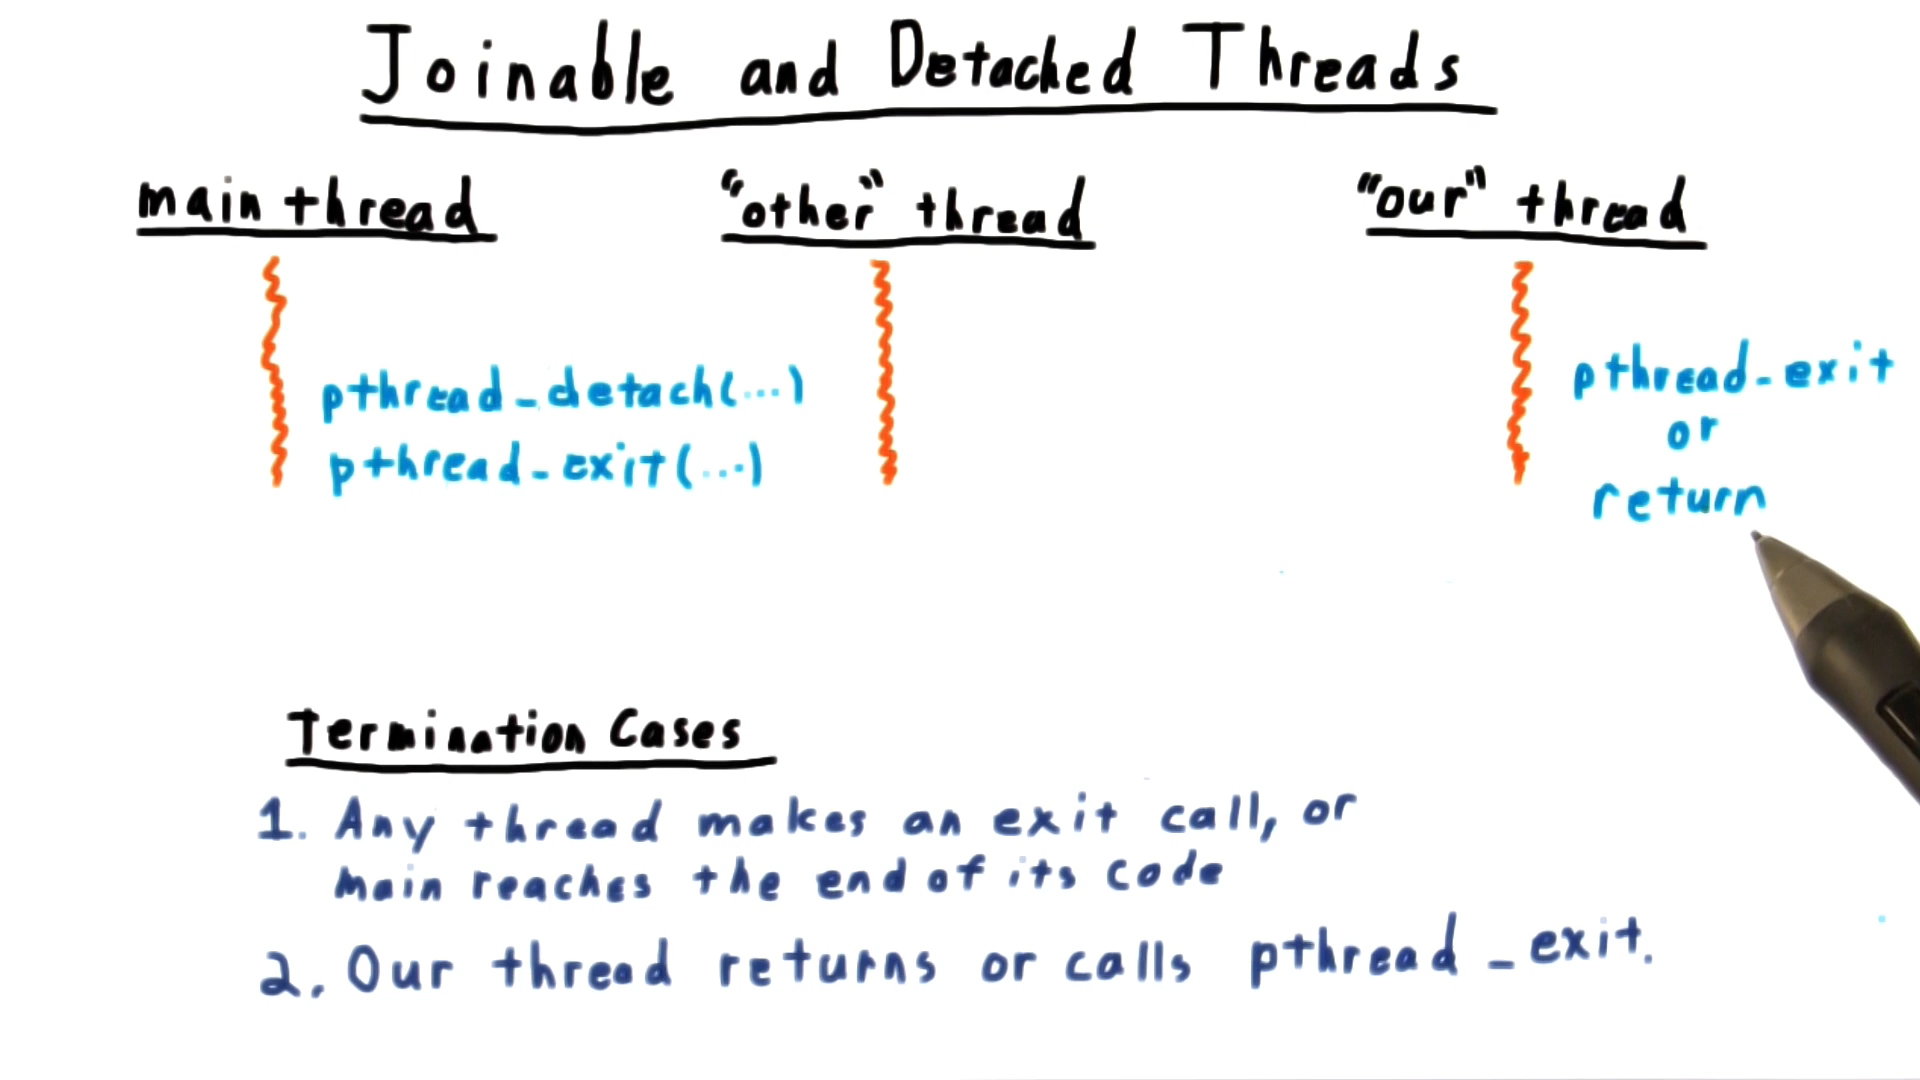 Joinable and Detached Threads
main thread
"other" thread
"our" thread
pthread_detach(...)
pthread_exit(...)
pthread_exit
or
return
Termination Cases
1. Any thread makes an exit call, or
main reaches the end of its code
2. Our thread returns or calls pthread_exit.